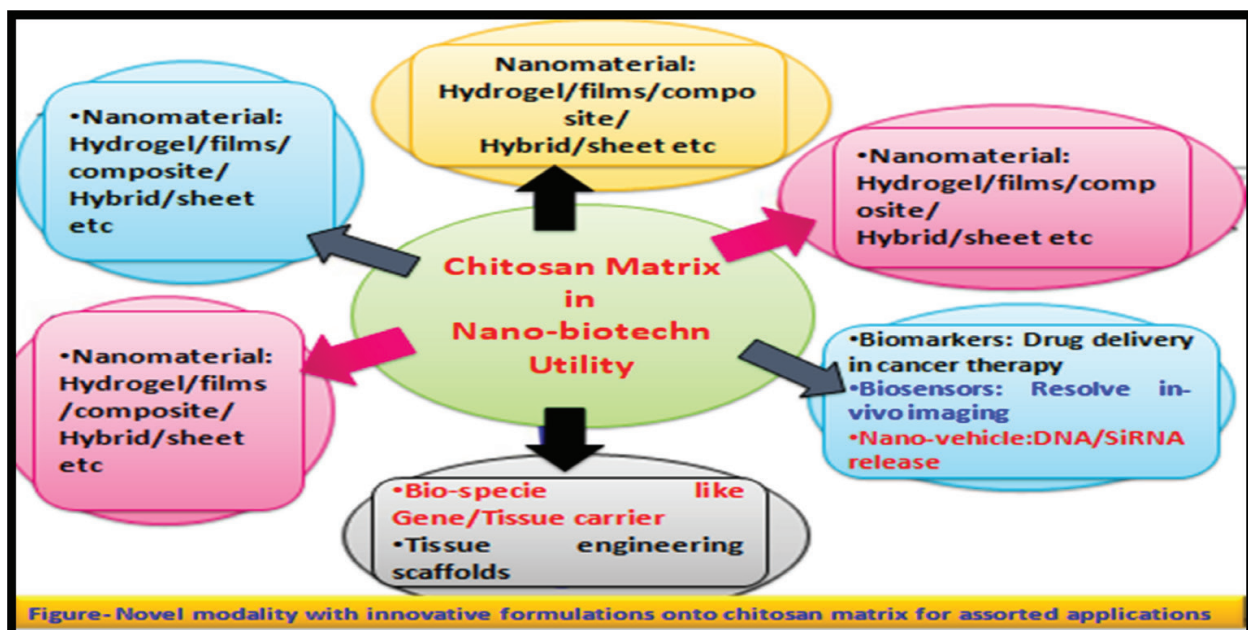 Nanomaterial:
Hydrogel/films/compo
site/
Hybrid/sheet etc
•Nanomaterial:
Hydrogel/films/
composite/
Hybrid/sheet
etc
•Nanomaterial:
Hydrogel/films/comp
osite/
Hybrid/sheet etc
Chitosan Matrix
in
Nano-biotechn
Utility
•Nanomaterial:
Hydrogel/films
/composite/
Hybrid/sheet
etc
•Biomarkers: Drug delivery
in cancer therapy
•Biosensors: Resolve in-
vivo imaging
•Nano-vehicle:DNA/SiRNA
release
•Bio-specie like
Gene/Tissue carrier
•Tissue engineering
scaffolds
Figure- Novel modality with innovative formulations onto chitosan matrix for assorted applications